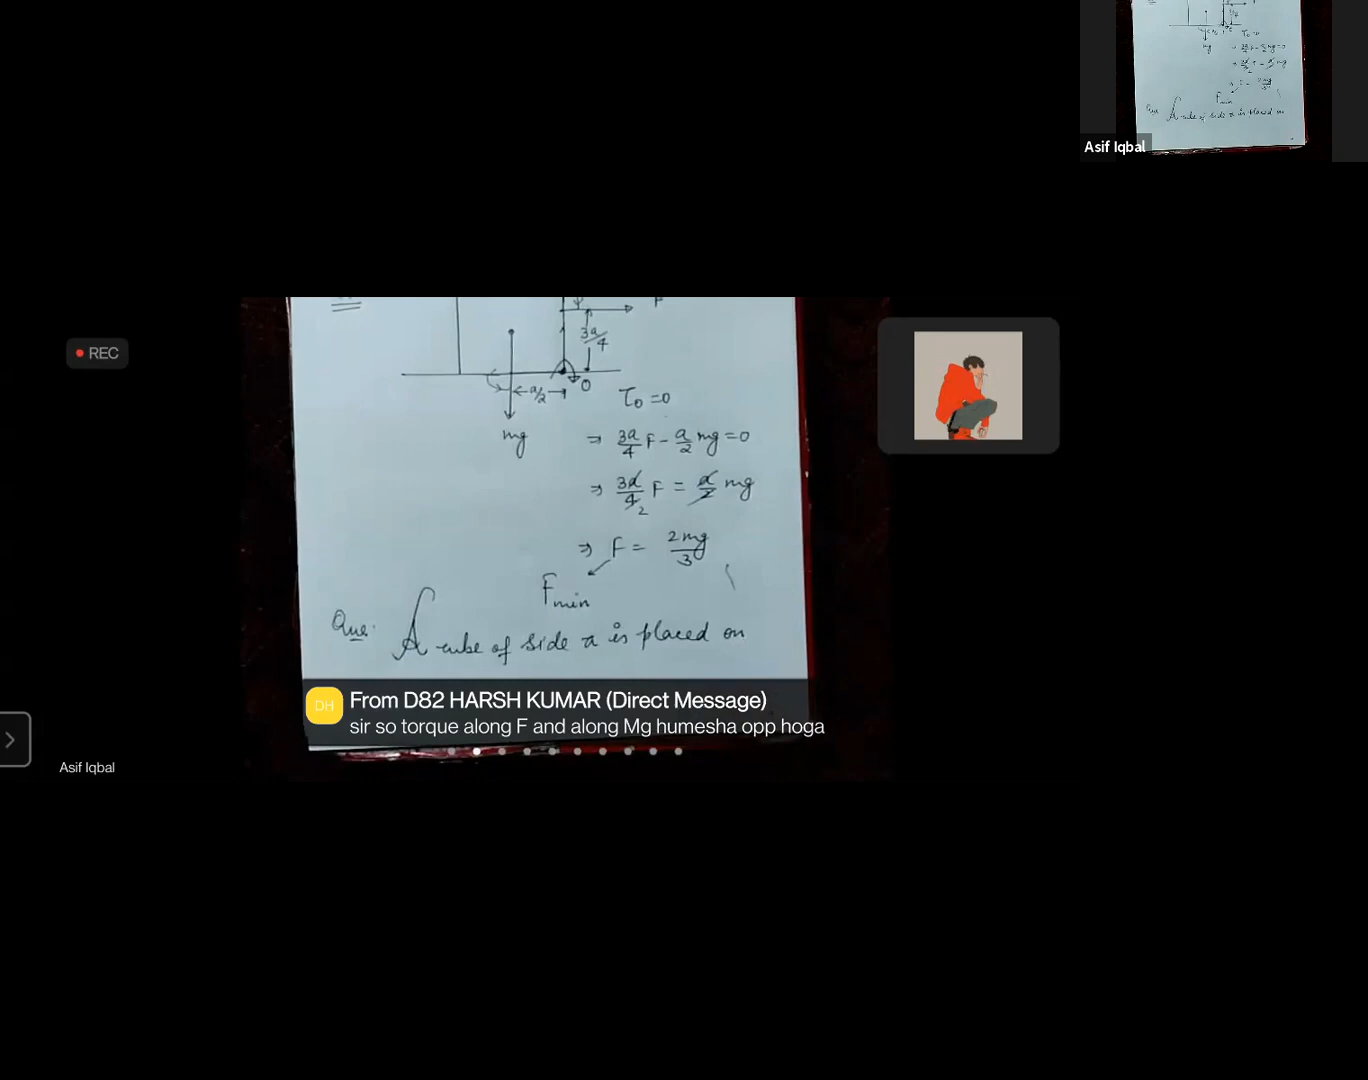 Asif Iqbal
REC
F
3a/4
a/2
O
mg
τ₀ =0
⇒ 3a/4 F - a/2 mg =0
⇒ 3a/4 2 F = a/2 mg
⇒ F = 2mg/3
Fmin
Que: A cube of side a is placed on
DH From D82 HARSH KUMAR (Direct Message)
sir so torque along F and along Mg humesha opp hoga
Asif Iqbal